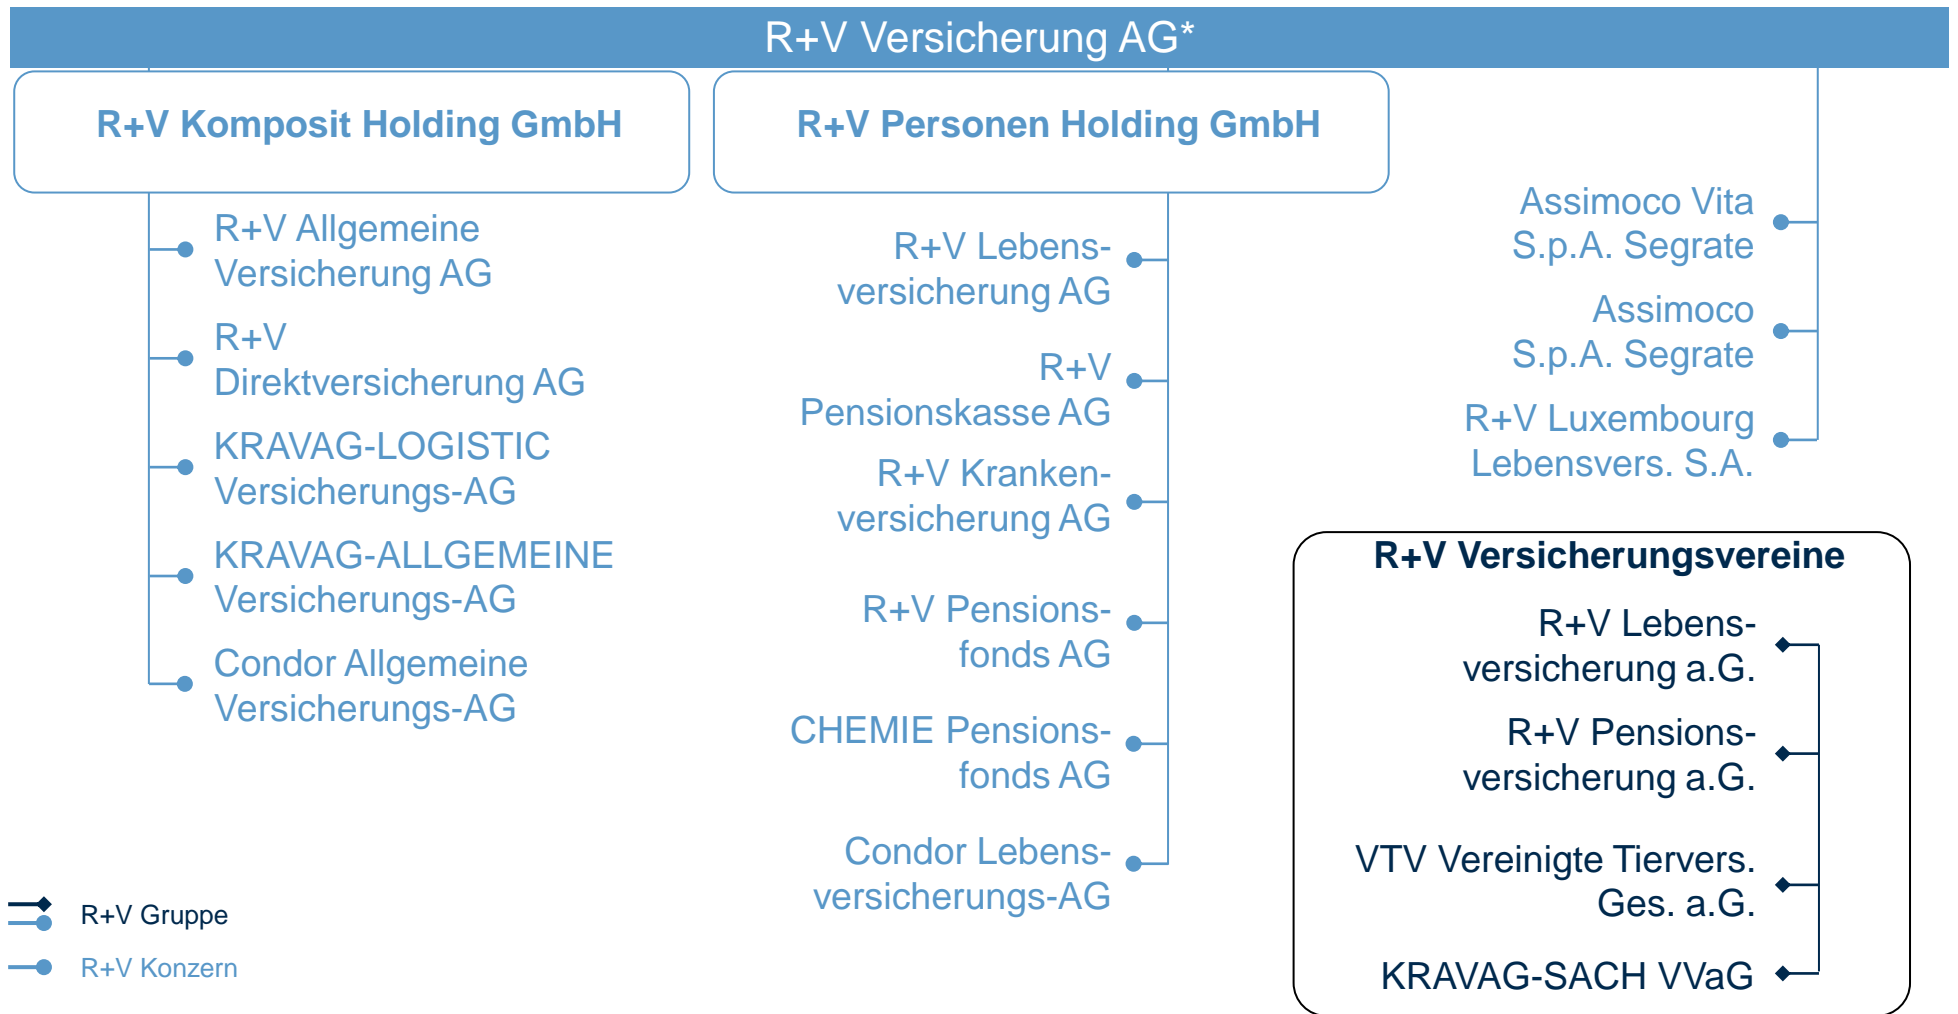 R+V Versicherung AG*
R+V Komposit Holding GmbH
R+V Allgemeine
Versicherung AG
R+V
Direktversicherung AG
KRAVAG-LOGISTIC
Versicherungs-AG
KRAVAG-ALLGEMEINE
Versicherungs-AG
Condor Allgemeine
Versicherungs-AG
R+V Personen Holding GmbH
R+V Lebens-
versicherung AG
R+V
Pensionskasse AG
R+V Kranken-
versicherung AG
R+V Pensions-
fonds AG
CHEMIE Pensions-
fonds AG
Condor Lebens-
versicherungs-AG
Assimoco Vita
S.p.A. Segrate
Assimoco
S.p.A. Segrate
R+V Luxembourg
Lebensvers. S.A.
R+V Versicherungsvereine
R+V Lebens-
versicherung a.G.
R+V Pensions-
versicherung a.G.
VTV Vereinigte Tiervers.
Ges. a.G.
KRAVAG-SACH VVaG
R+V Gruppe
R+V Konzern